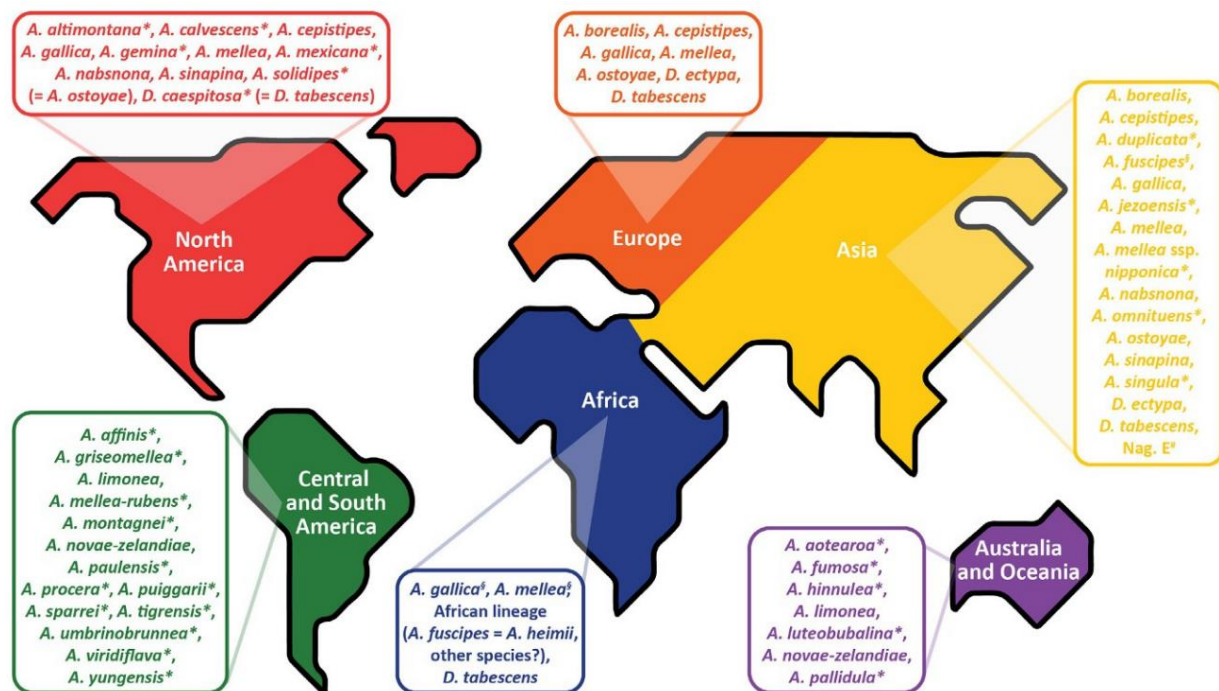 A. altimontana*, A. calvescens*, A. cepistipes,
A. gallica, A. gemina*, A. mellea, A. mexicana*,
A. nabsnona, A. sinapina, A. solidipes*
(= A. ostoyae), D. caespitosa* (= D. tabescens)
A. borealis, A. cepistipes,
A. gallica, A. mellea,
A. ostoyae, D. ectypa,
D. tabescens
A. borealis,
A. cepistipes,
A. duplicata*,
A. fuscipes§,
A. gallica,
A. jezoensis*,
A. mellea,
A. mellea ssp.
nipponica*,
A. nabsnona,
A. omnituens*,
A. ostoyae,
A. sinapina,
A. singula*,
D. ectypa,
D. tabescens,
Nag. E#
North
America
Europe
Asia
Africa
Central
and South
America
Australia
and Oceania
A. affinis*,
A. griseomellea*,
A. limonea,
A. mellea-rubens*,
A. montagnei*,
A. novae-zelandiae,
A. paulensis*,
A. procera*, A. puiggarii*,
A. sparrei*, A. tigrensis*,
A. umbrinobrunnea*,
A. viridiflava*,
A. yungensis*
A. gallica§, A. mellea§,
African lineage
(A. fuscipes = A. heimii,
other species?),
D. tabescens
A. aotearoa*,
A. fumosa*,
A. hinnulea*,
A. limonea,
A. luteobubalina*,
A. novae-zelandiae,
A. pallidula*